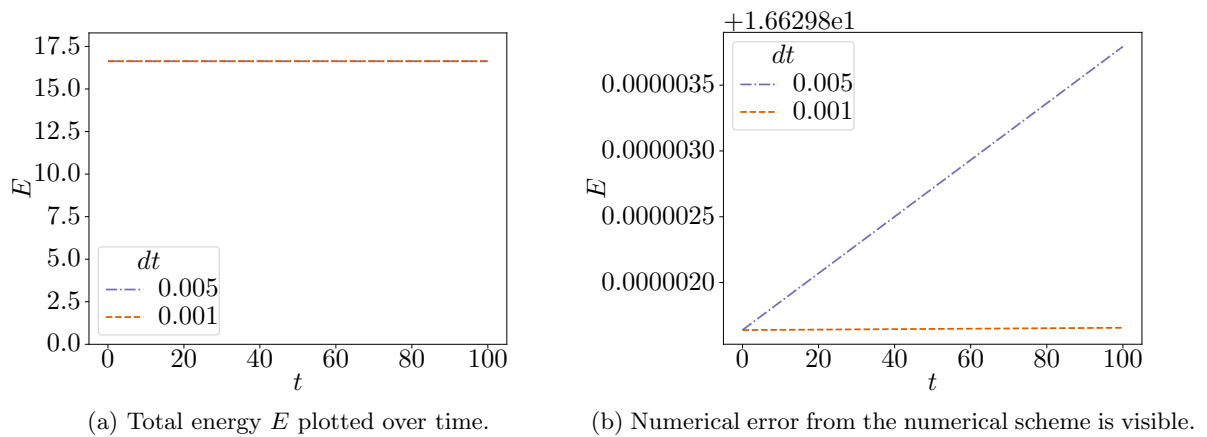 17.5
15.0
12.5
10.0
7.5
5.0
2.5
0.0
E
dt
0.005
0.001
0 20 40 60 80 100
t
(a) Total energy E plotted over time.
+1.66298e1
0.0000035
0.0000030
0.0000025
0.0000020
E
dt
0.005
0.001
0 20 40 60 80 100
t
(b) Numerical error from the numerical scheme is visible.